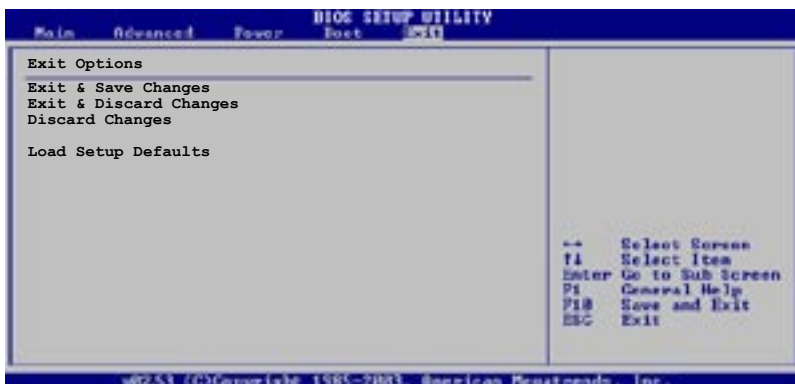 BIOS SETUP UTILITY
Main Advanced Power Boot Exit
Exit Options
Exit & Save Changes
Exit & Discard Changes
Discard Changes
Load Setup Defaults
←→ Select Screen
↑↓ Select Item
Enter Go to Sub Screen
F1 General Help
F10 Save and Exit
ESC Exit
v02.53 (C)Copyright 1985-2003, American Megatrends, Inc.